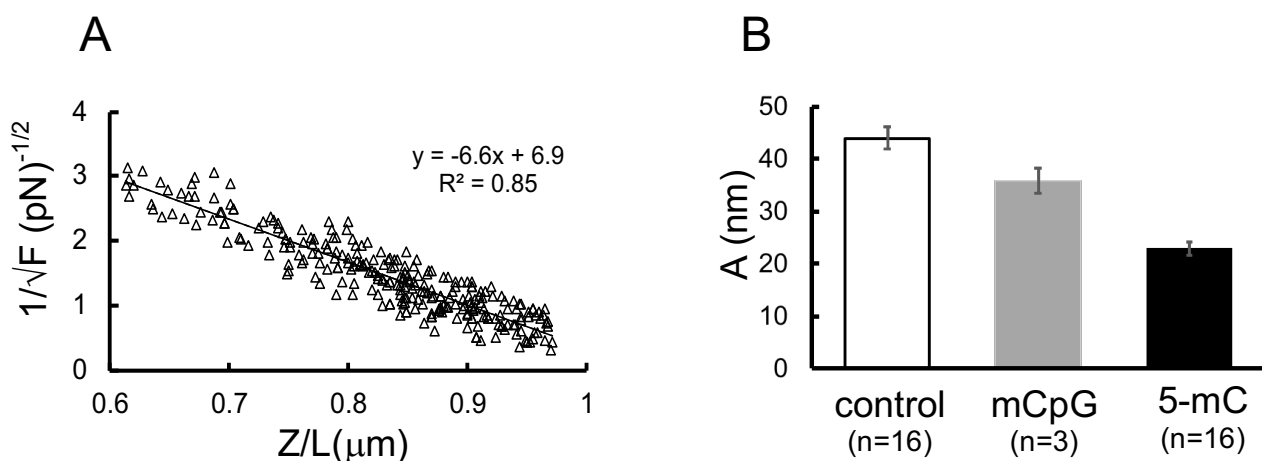 A
1/√F (pN)-1/2
4
3
2
1
0
y = -6.6x + 6.9
R² = 0.85
0.6 0.7 0.8 0.9 1
Z/L(μm)
B
A (nm)
50
40
30
20
10
0
control mCpG 5-mC
(n=16) (n=3) (n=16)